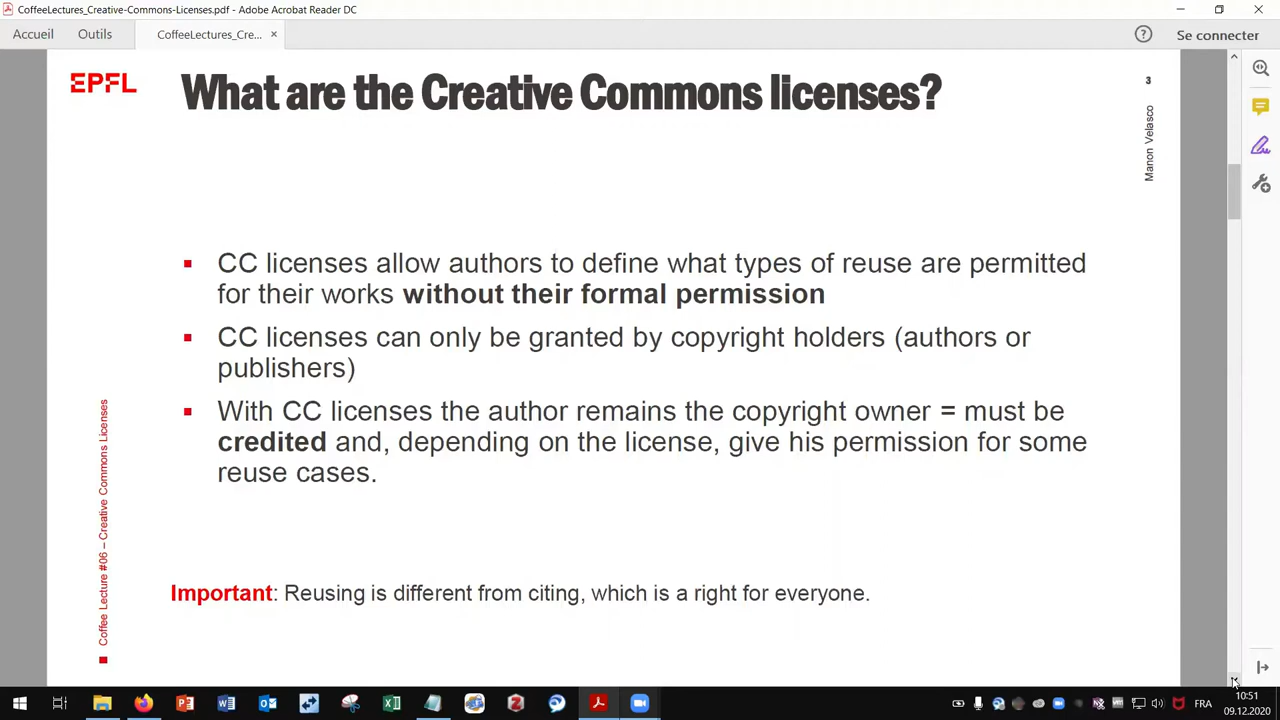 CoffeeLectures_Creative-Commons-Licenses.pdf - Adobe Acrobat Reader DC
Accueil
Outils
CoffeeLectures_Cre...
Se connecter
EPFL
What are the Creative Commons licenses?
3
Manon Velasco
CC licenses allow authors to define what types of reuse are permitted
for their works without their formal permission
CC licenses can only be granted by copyright holders (authors or
publishers)
With CC licenses the author remains the copyright owner = must be
credited and, depending on the license, give his permission for some
reuse cases.
Important: Reusing is different from citing, which is a right for everyone.
Coffee Lecture #06 – Creative Commons Licenses
FRA
10:51
09.12.2020